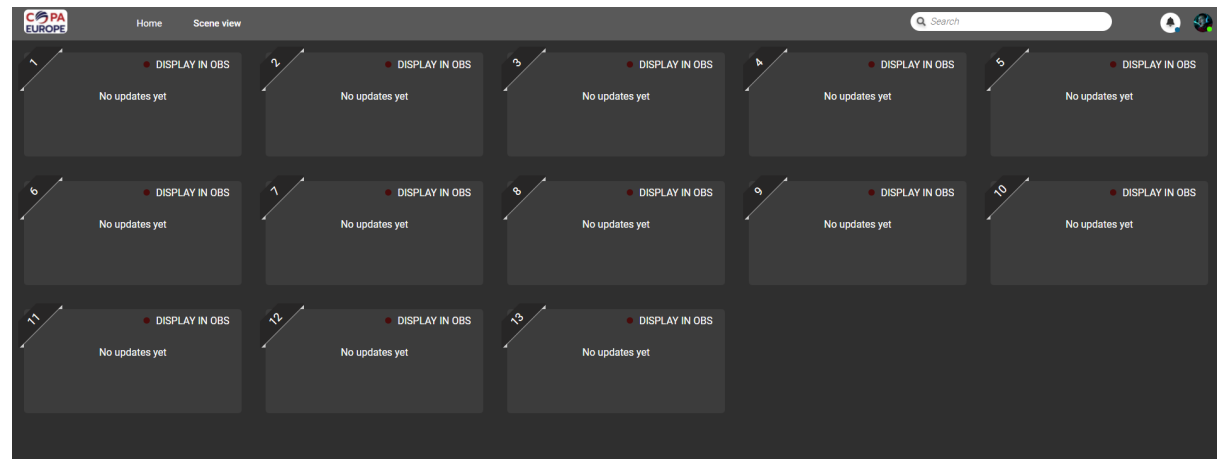 COPA
EUROPE
Home
Scene view
Search
1
DISPLAY IN OBS
No updates yet
2
DISPLAY IN OBS
No updates yet
3
DISPLAY IN OBS
No updates yet
4
DISPLAY IN OBS
No updates yet
5
DISPLAY IN OBS
No updates yet
6
DISPLAY IN OBS
No updates yet
7
DISPLAY IN OBS
No updates yet
8
DISPLAY IN OBS
No updates yet
9
DISPLAY IN OBS
No updates yet
10
DISPLAY IN OBS
No updates yet
11
DISPLAY IN OBS
No updates yet
12
DISPLAY IN OBS
No updates yet
13
DISPLAY IN OBS
No updates yet